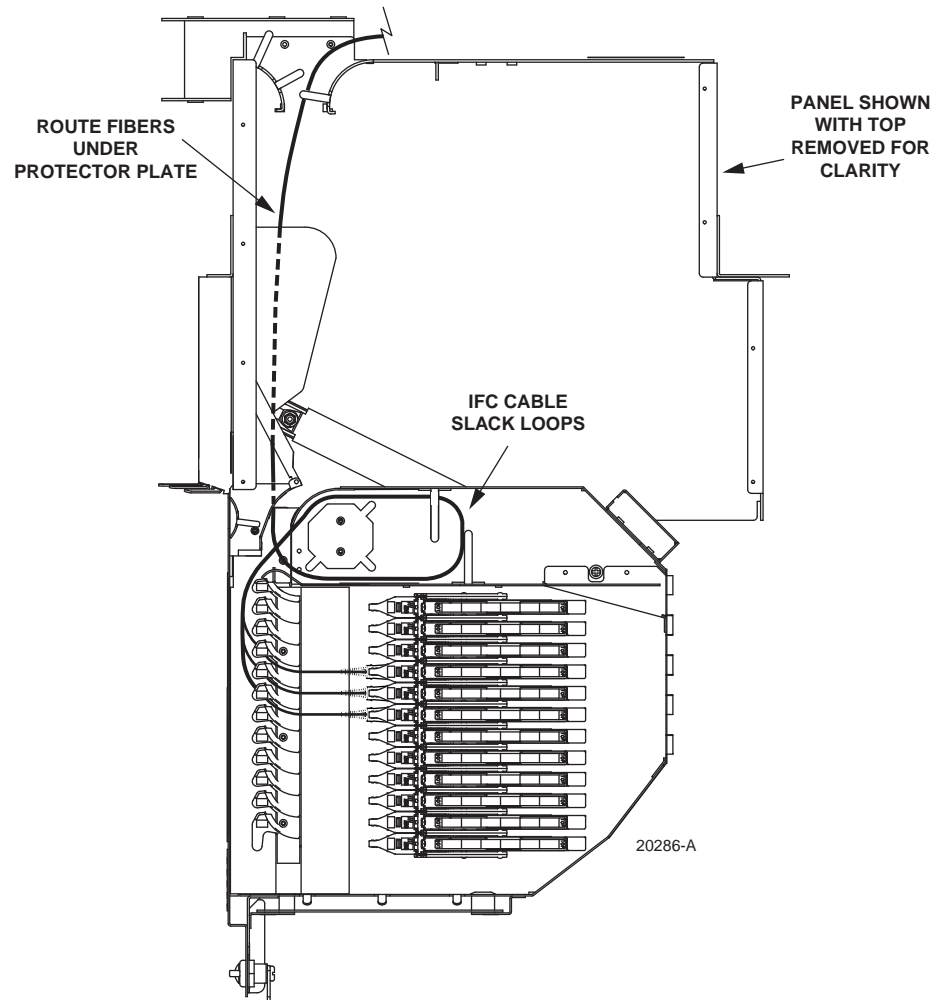 ROUTE FIBERS
UNDER
PROTECTOR PLATE
PANEL SHOWN
WITH TOP
REMOVED FOR
CLARITY
IFC CABLE
SLACK LOOPS
20286-A